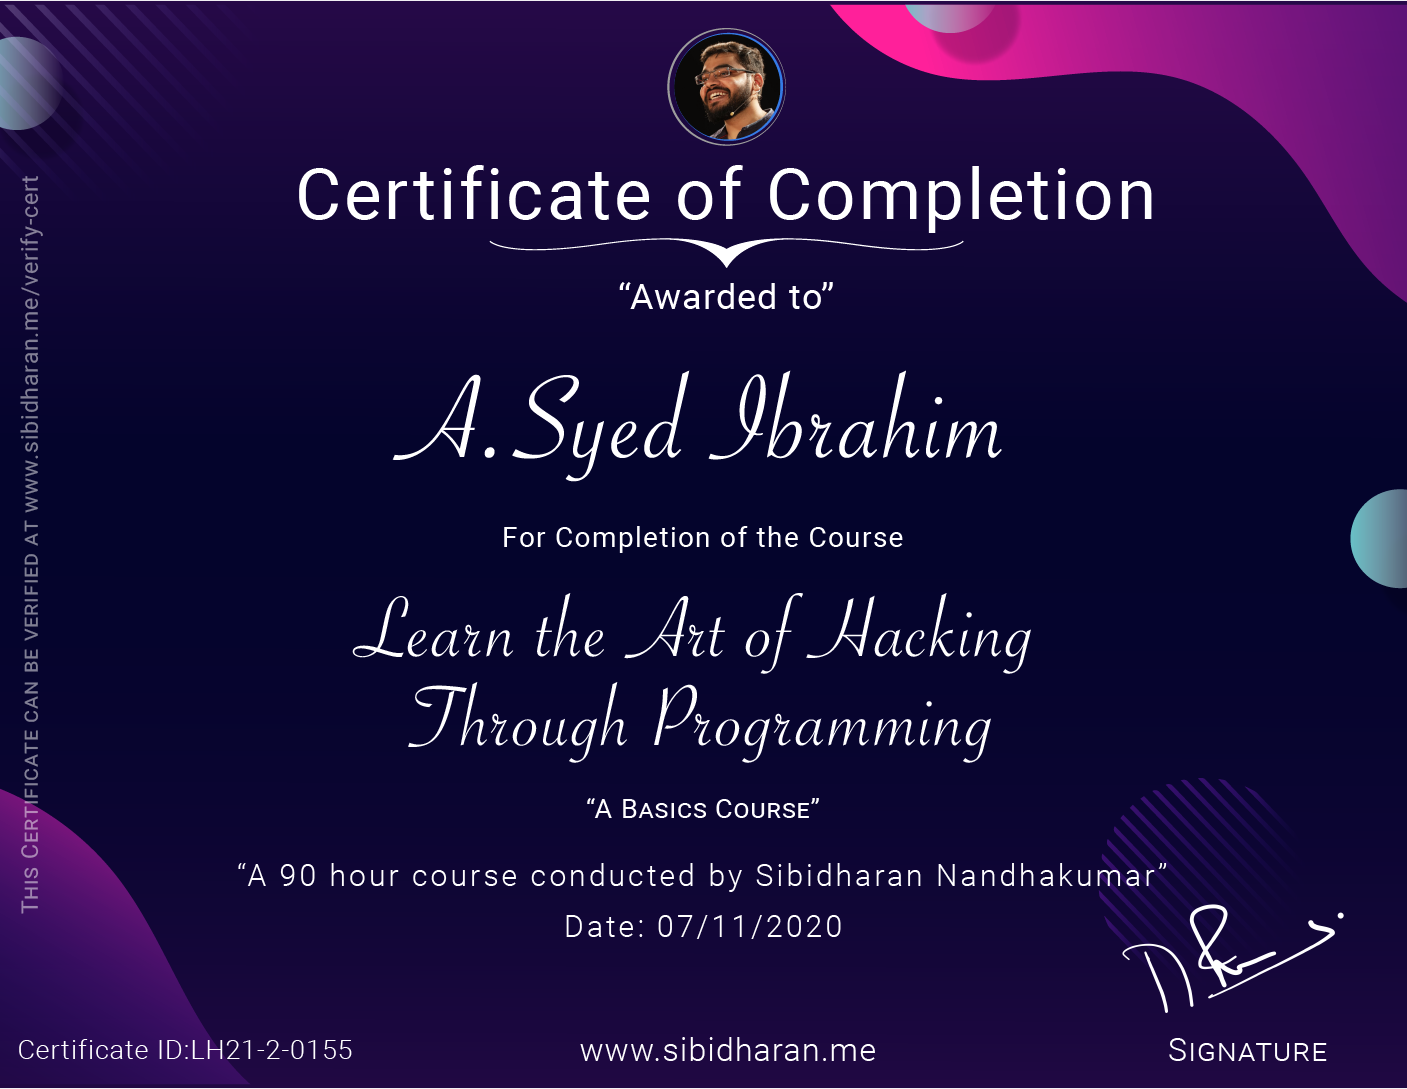 Certificate of Completion
“Awarded to”
A.Syed Ibrahim
For Completion of the Course
Learn the Art of Hacking
Through Programming
“A Basics Course”
“A 90 hour course conducted by Sibidharan Nandhakumar”
Date: 07/11/2020
Certificate ID:LH21-2-0155
www.sibidharan.me
Signature
This Certificate can be verified at www.sibidharan.me/verify-cert